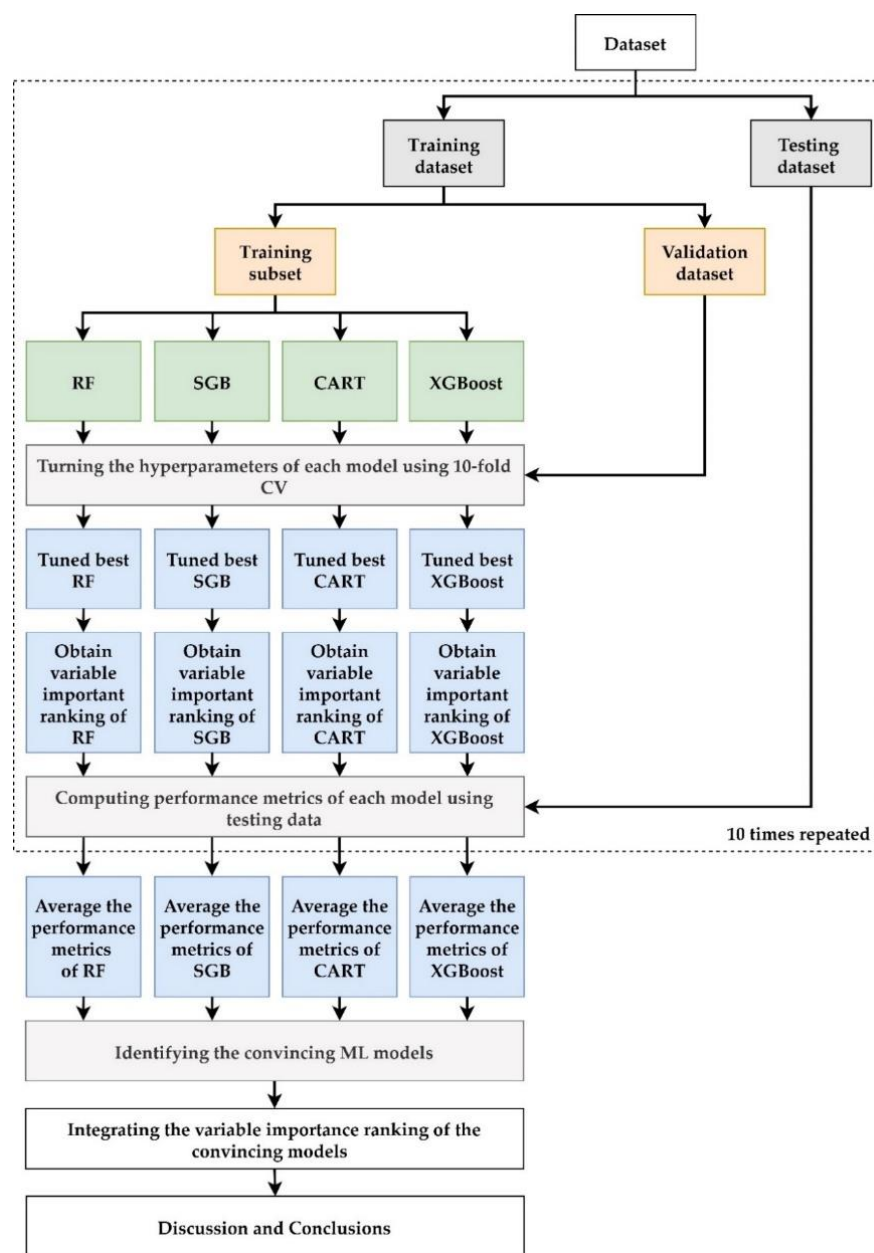 Dataset
Training
dataset
Testing
dataset
Training
subset
Validation
dataset
RF
SGB
CART
XGBoost
Turning the hyperparameters of each model using 10-fold
CV
Tuned best
RF
Tuned best
SGB
Tuned best
CART
Tuned best
XGBoost
Obtain
variable
important
ranking of
RF
Obtain
variable
important
ranking of
SGB
Obtain
variable
important
ranking of
CART
Obtain
variable
important
ranking of
XGBoost
Computing performance metrics of each model using
testing data
10 times repeated
Average the
performance
metrics
of RF
Average the
performance
metrics of
SGB
Average the
performance
metrics of
CART
Average the
performance
metrics of
XGBoost
Identifying the convincing ML models
Integrating the variable importance ranking of the
convincing models
Discussion and Conclusions